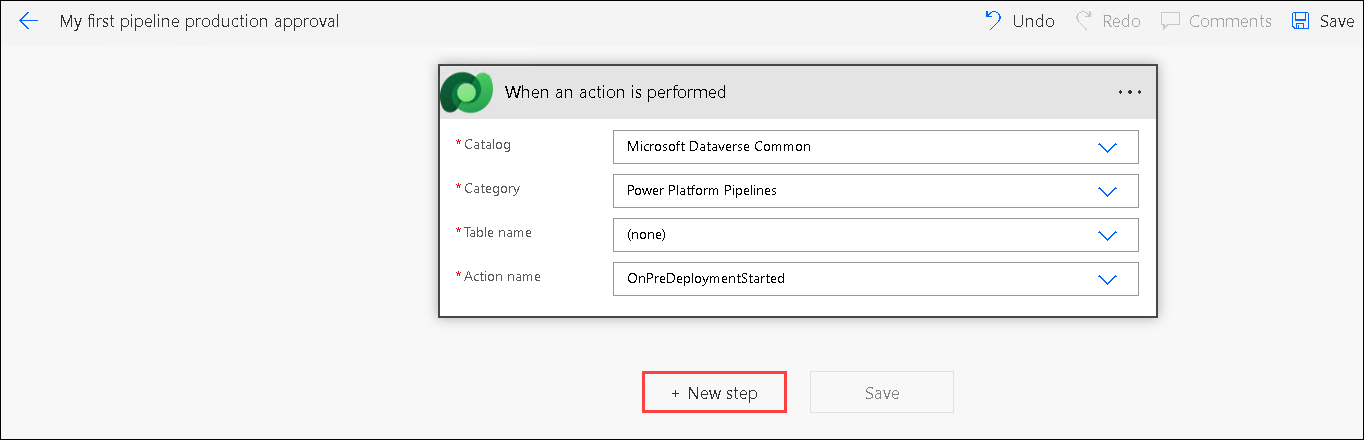 My first pipeline production approval
Undo
Redo
Comments
Save
When an action is performed
* Catalog
Microsoft Dataverse Common
* Category
Power Platform Pipelines
* Table name
(none)
* Action name
OnPreDeploymentStarted
+ New step
Save